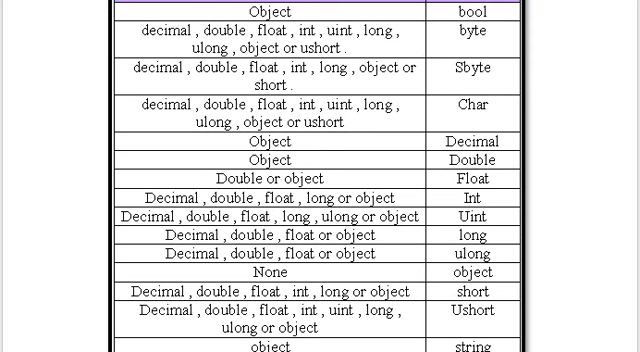 Object bool
decimal , double , float , int , uint , long , byte
ulong , object or ushort .
decimal , double , float , int , long , object or Sbyte
short .
decimal , double , float , int , uint , long , Char
ulong , object or ushort
Object Decimal
Object Double
Double or object Float
Decimal , double , float , long or object Int
Decimal , double , float , long , ulong or object Uint
Decimal , double , float or object long
Decimal , double , float or object ulong
None object
Decimal , double , float , int , long or object short
Decimal , double , float , int , uint , long , Ushort
ulong or object
object string